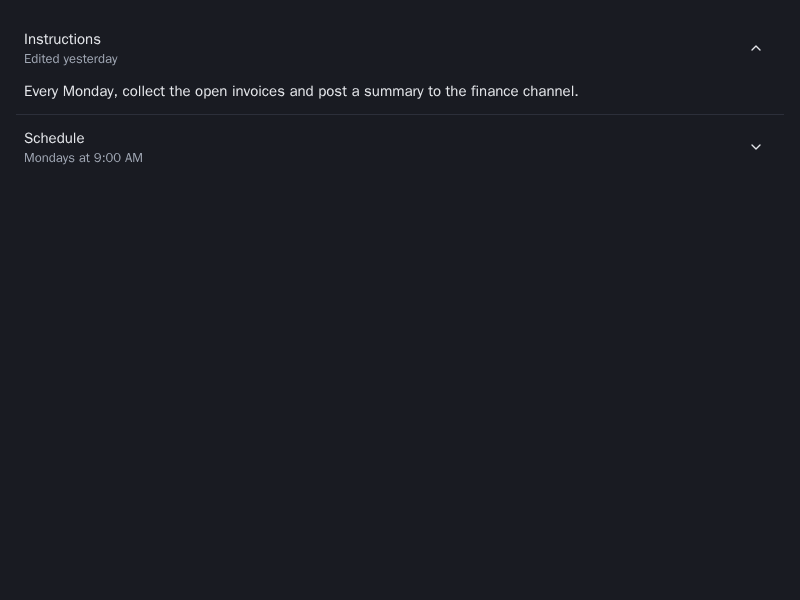 Instructions
Edited yesterday
Every Monday, collect the open invoices and post a summary to the finance channel.
Schedule
Mondays at 9:00 AM